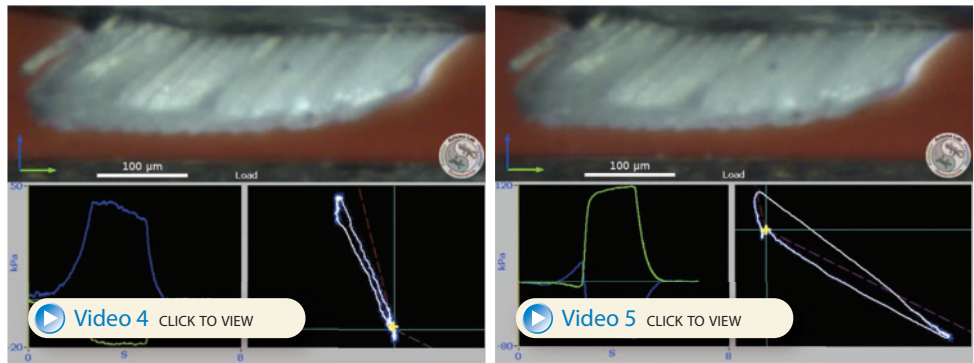 100 µm
Load
50
kPa
-20
0
S
8
Video 4 CLICK TO VIEW
100 µm
Load
120
kPa
-80
0
S
8
Video 5 CLICK TO VIEW